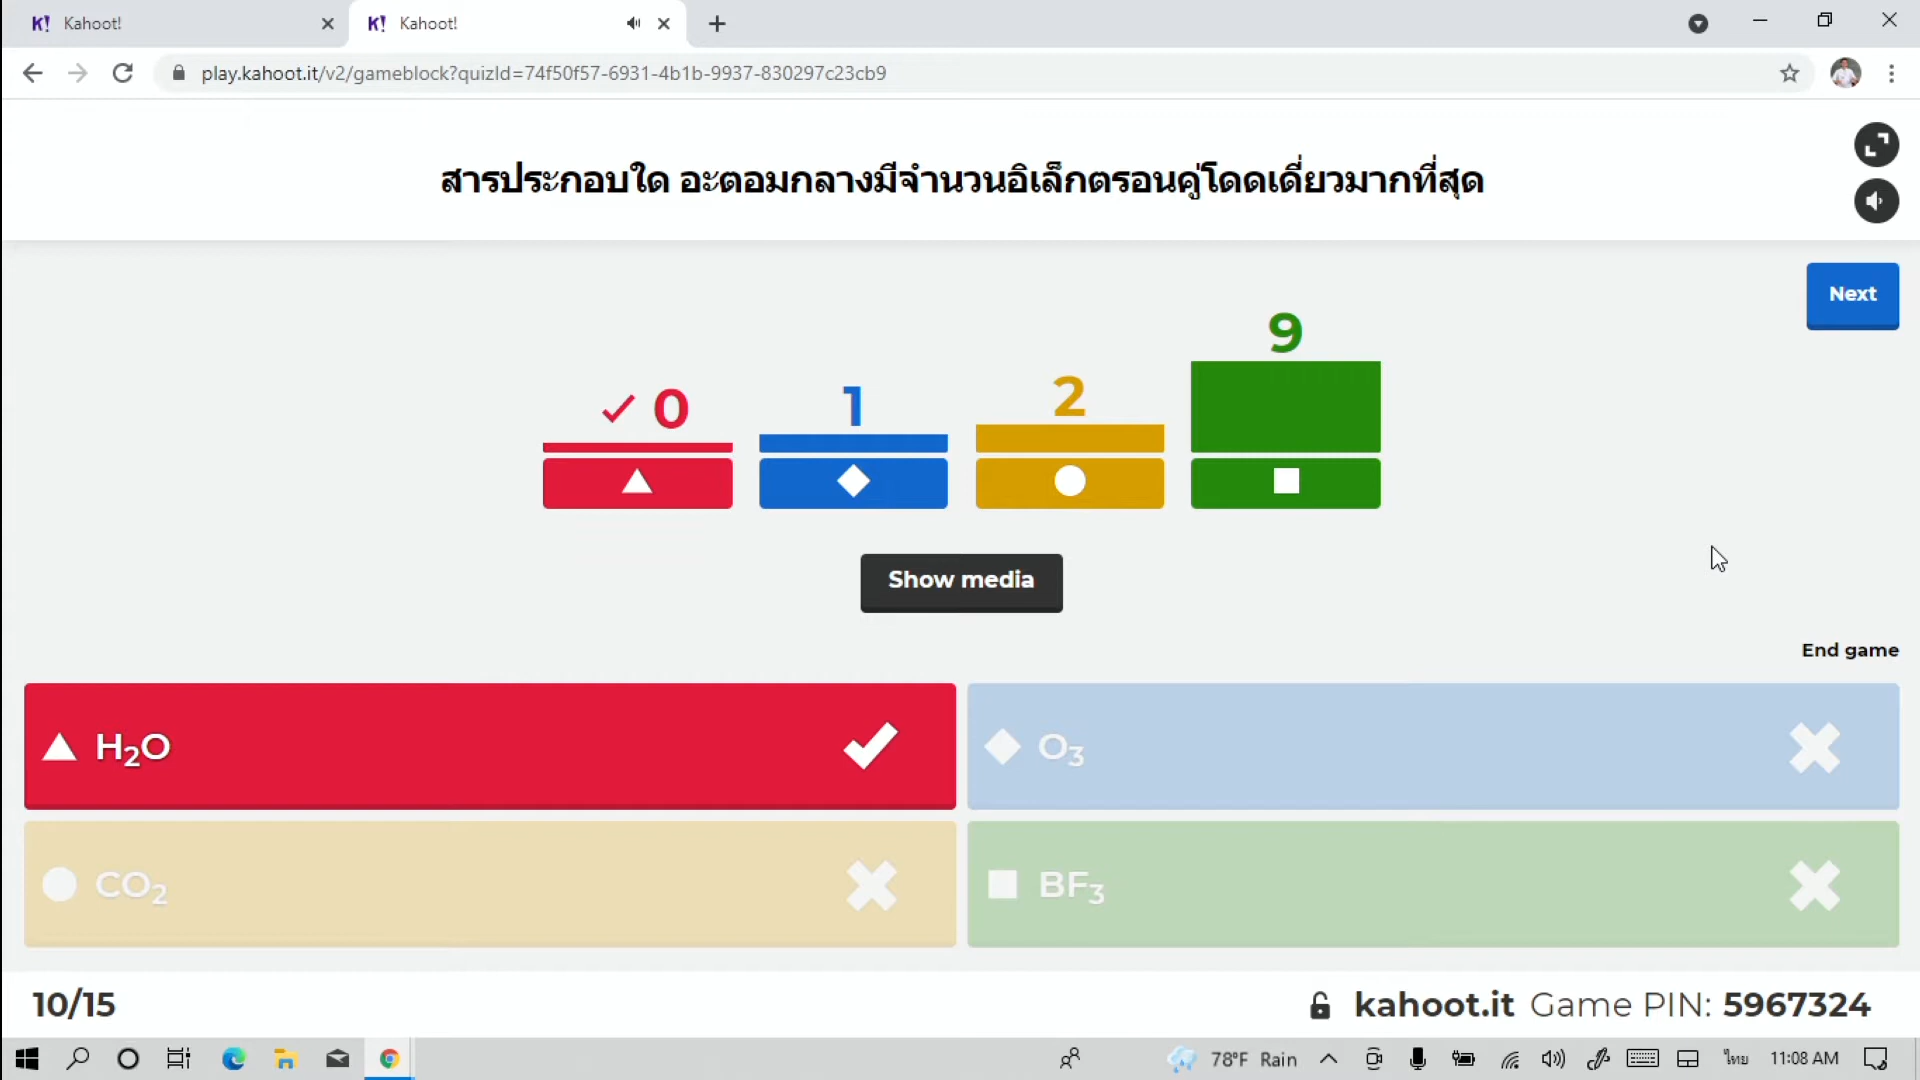 Kahoot!
Kahoot!
play.kahoot.it/v2/gameblock?quizId=74f50f57-6931-4b1b-9937-830297c23cb9
สารประกอบใด อะตอมกลางมีจำนวนอิเล็กตรอนคู่โดดเดี่ยวมากที่สุด
Next
0 1 2 9
Show media
End game
H₂O
O₃
CO₂
BF₃
10/15
kahoot.it Game PIN: 5967324
78°F Rain
ไทย
11:08 AM